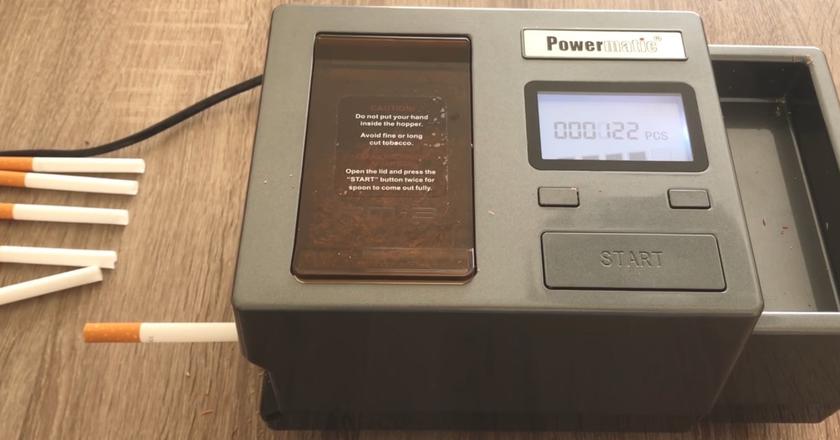 Powermatic
CAUTION!
Do not put your hand
inside the hopper.
Avoid fine or long
cut tobacco.
Open the lid and press the
"START" button twice for
spoon to come out fully.
000122 PCS
START